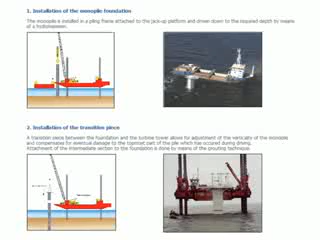 1. Installation of the monopile foundation
The monopile is installed in a piling frame attached to the jack-up platform and driven down to the required depth by means
of a hydrohammer.
2. Installation of the transition piece
A transition piece between the foundation and the turbine tower allows for adjustment of the verticality of the monopile
and compensates for eventual damage to the topmost part of the pile which has occured during driving.
Attachment of the intermediate section to the foundation is done by means of the grouting technique.